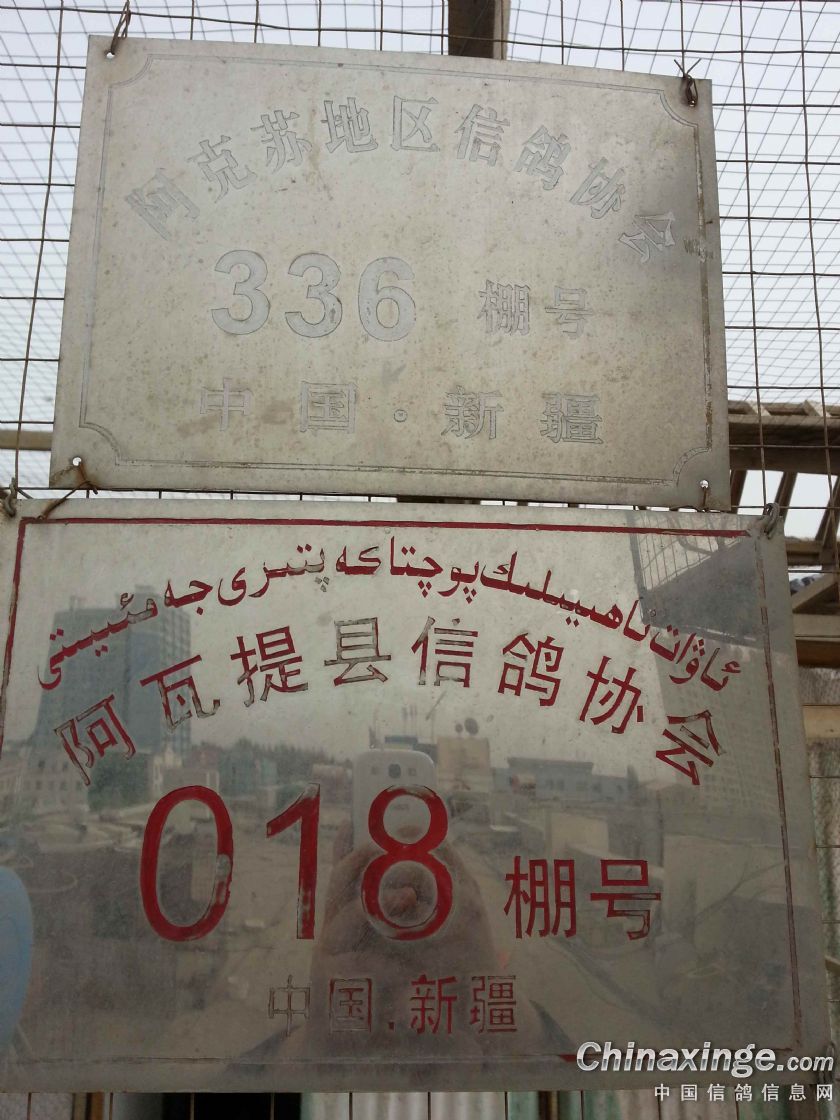 阿克苏地区信鸽协会
336 棚号
中国·新疆
ئاۋات ناھىيىلىك پوچتا كەپتىرى جەمئىيىتى
阿瓦提县信鸽协会
018 棚号
中国.新疆
Chinaxinge.com
中国信鸽信息网